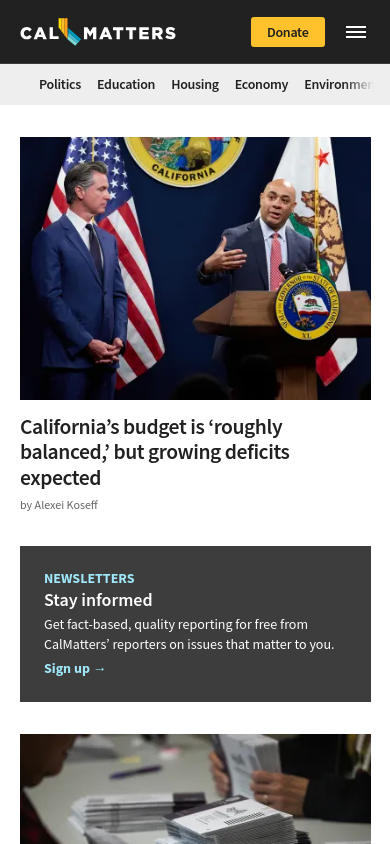 CAL MATTERS
Donate
Politics Education Housing Economy
CALIFORNIA
California’s budget is ‘roughly
balanced,’ but growing deficits
expected
by Alexei Koseff
NEWSLETTERS
Stay informed
Get fact-based, quality reporting for free from
CalMatters’ reporters on issues that matter to you.
Sign up →